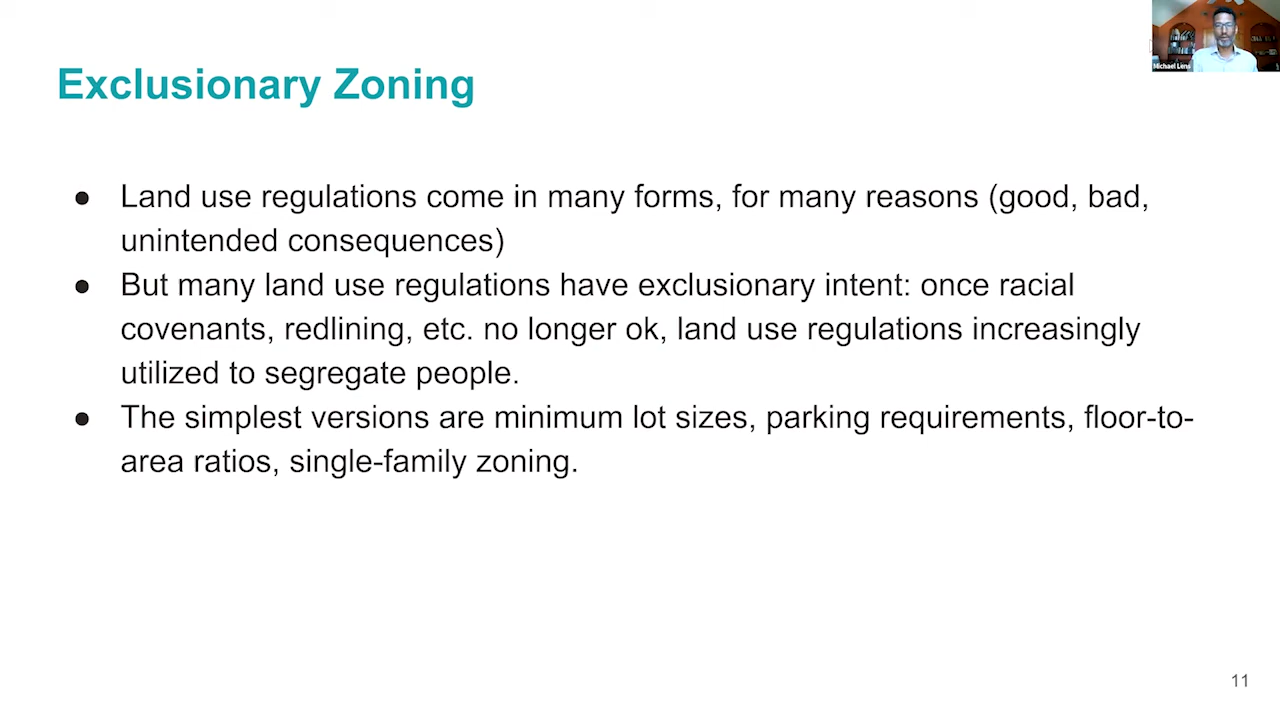 Michael Lens
Exclusionary Zoning
● Land use regulations come in many forms, for many reasons (good, bad,
unintended consequences)
● But many land use regulations have exclusionary intent: once racial
covenants, redlining, etc. no longer ok, land use regulations increasingly
utilized to segregate people.
● The simplest versions are minimum lot sizes, parking requirements, floor-to-
area ratios, single-family zoning.
11